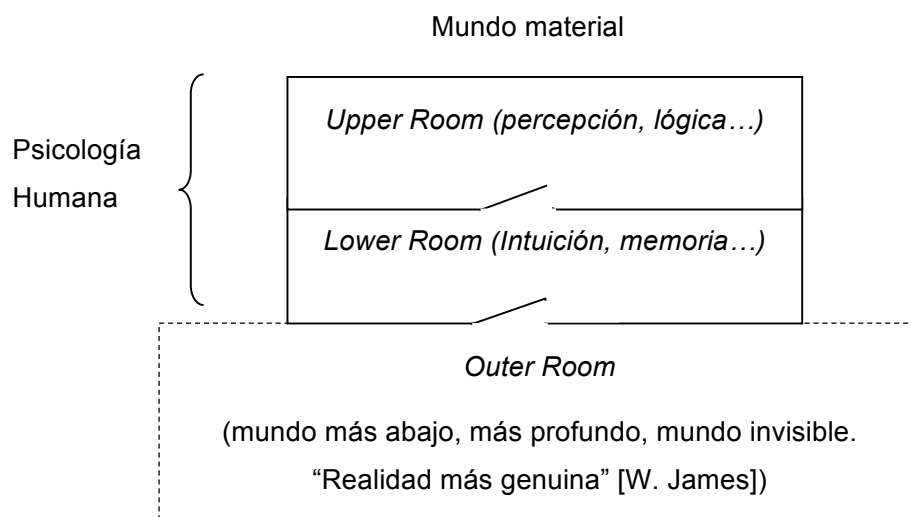 Mundo material
Upper Room (percepción, lógica…)
Psicología
Humana
Lower Room (Intuición, memoria…)
Outer Room
(mundo más abajo, más profundo, mundo invisible.
“Realidad más genuina” [W. James])